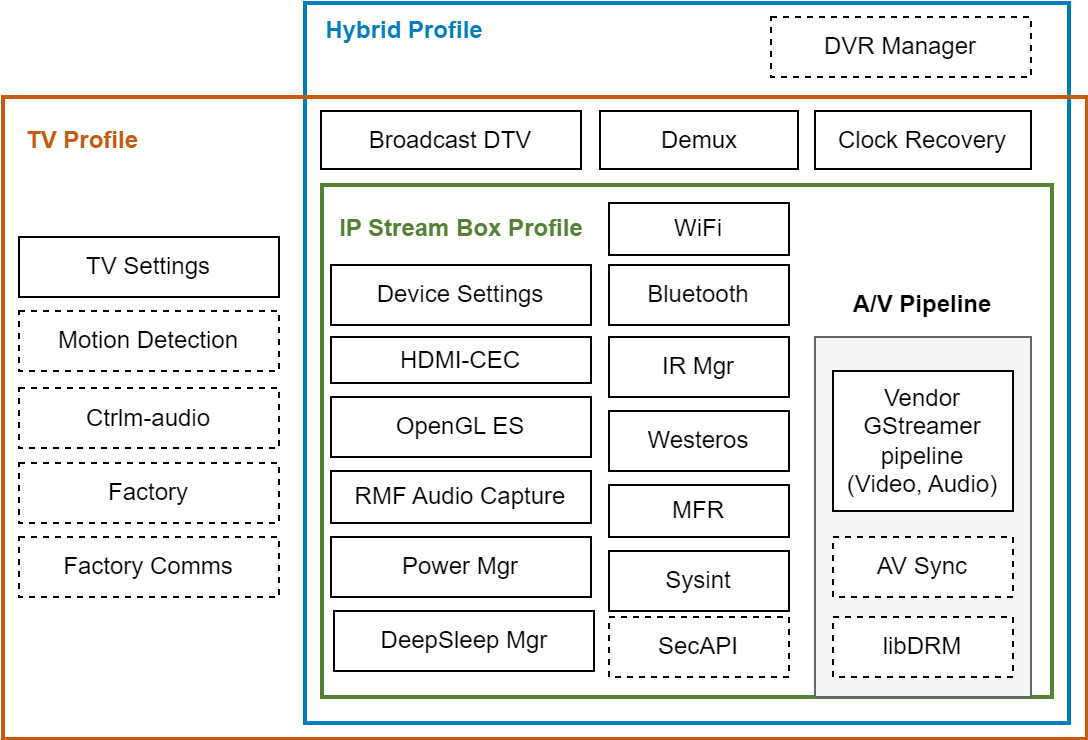 Hybrid Profile
DVR Manager
TV Profile
Broadcast DTV
Demux
Clock Recovery
IP Stream Box Profile
WiFi
TV Settings
Device Settings
Bluetooth
A/V Pipeline
Motion Detection
HDMI-CEC
IR Mgr
Vendor
GStreamer
pipeline
(Video, Audio)
Ctrlm-audio
OpenGL ES
Westeros
Factory
RMF Audio Capture
MFR
Factory Comms
Power Mgr
Sysint
AV Sync
DeepSleep Mgr
SecAPI
libDRM